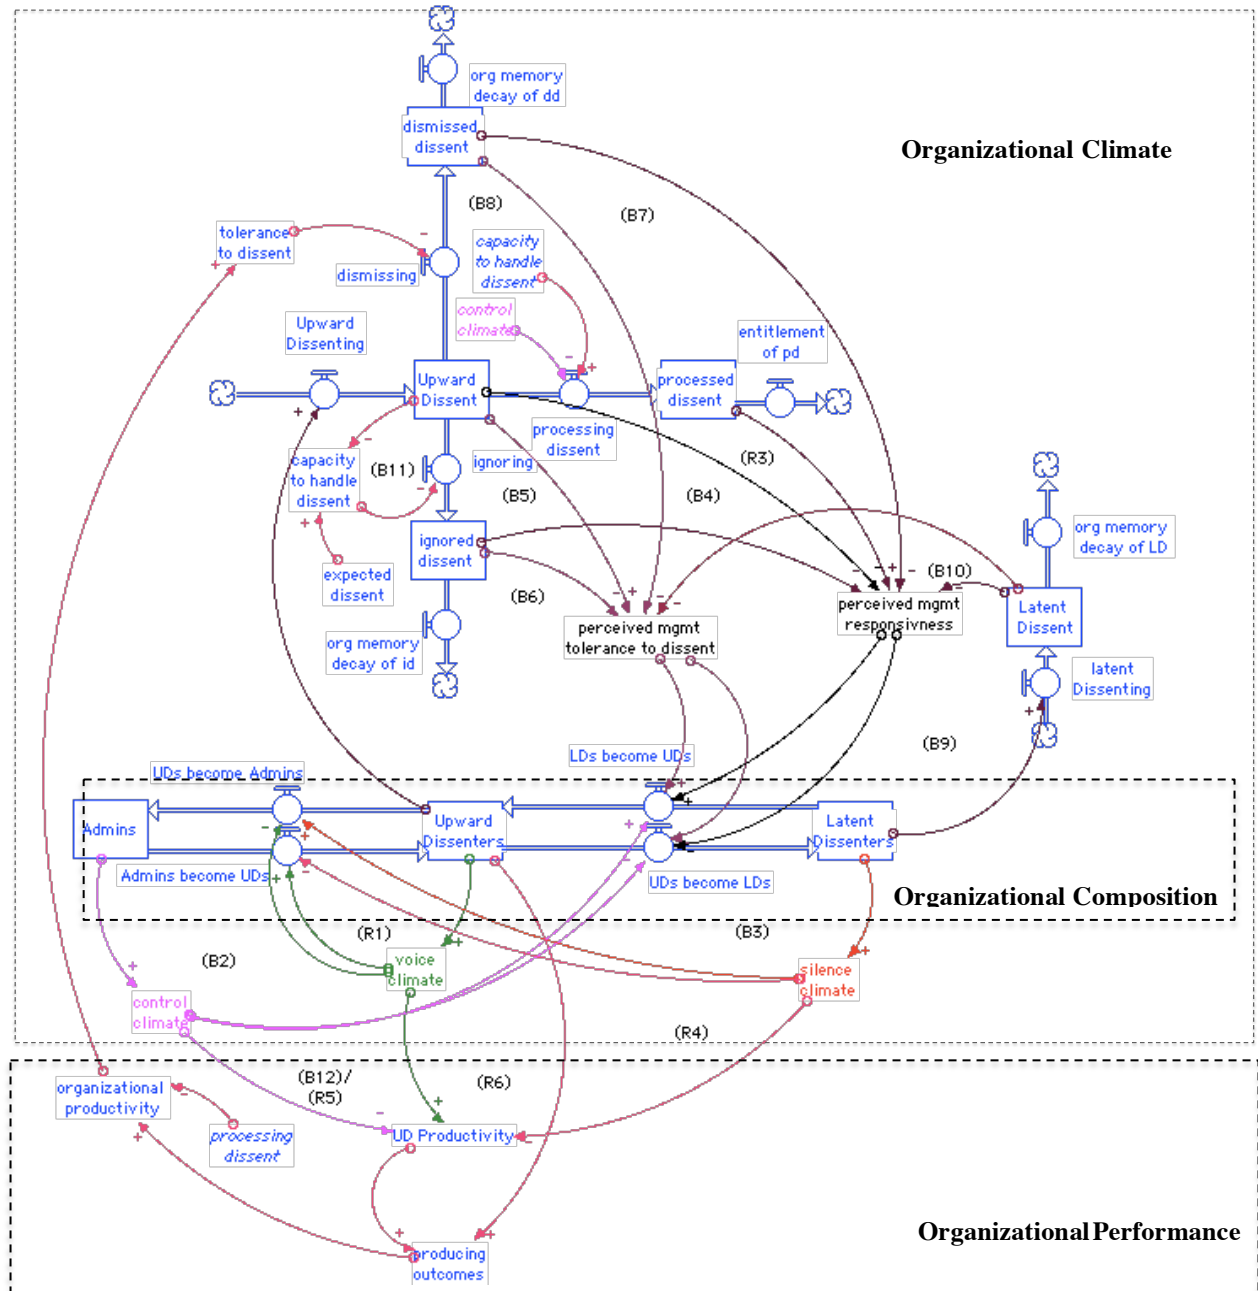 org memory
decay of dd
dismissed
dissent
Organizational Climate
(B8)
(B7)
tolerance
to dissent
-
+
dismissing
capacity
to handle
dissent
control
climate
-
+
Upward
Dissenting
entitlement
of pd
Upward
Dissent
processed
dissent
+
processing
dissent
-
capacity
to handle
dissent
(B11)
-
ignoring
(R3)
(B5)
(B4)
+
ignored
dissent
expected
dissent
org memory
decay of LD
- - + -
(B10)
-
(B6)
- + - -
perceived mgmt
tolerance to dissent
perceived mgmt
responsivness
Latent
Dissent
org memory
decay of id
latent
Dissenting
+
(B9)
LDs become UDs
UDs become Admins
+
+
Admins
-
+
Upward
Dissenters
+
-
-
Latent
Dissenters
Admins become UDs
+
-
UDs become LDs
Organizational Composition
(R1)
(B3)
(B2)
+
+
+
voice
climate
silence
climate
control
climate
(R4)
organizational
productivity
(B12)/
(R5)
(R6)
-
+
-
+
processing
dissent
UD Productivity
-
+
+
producing
outcomes
Organizational Performance